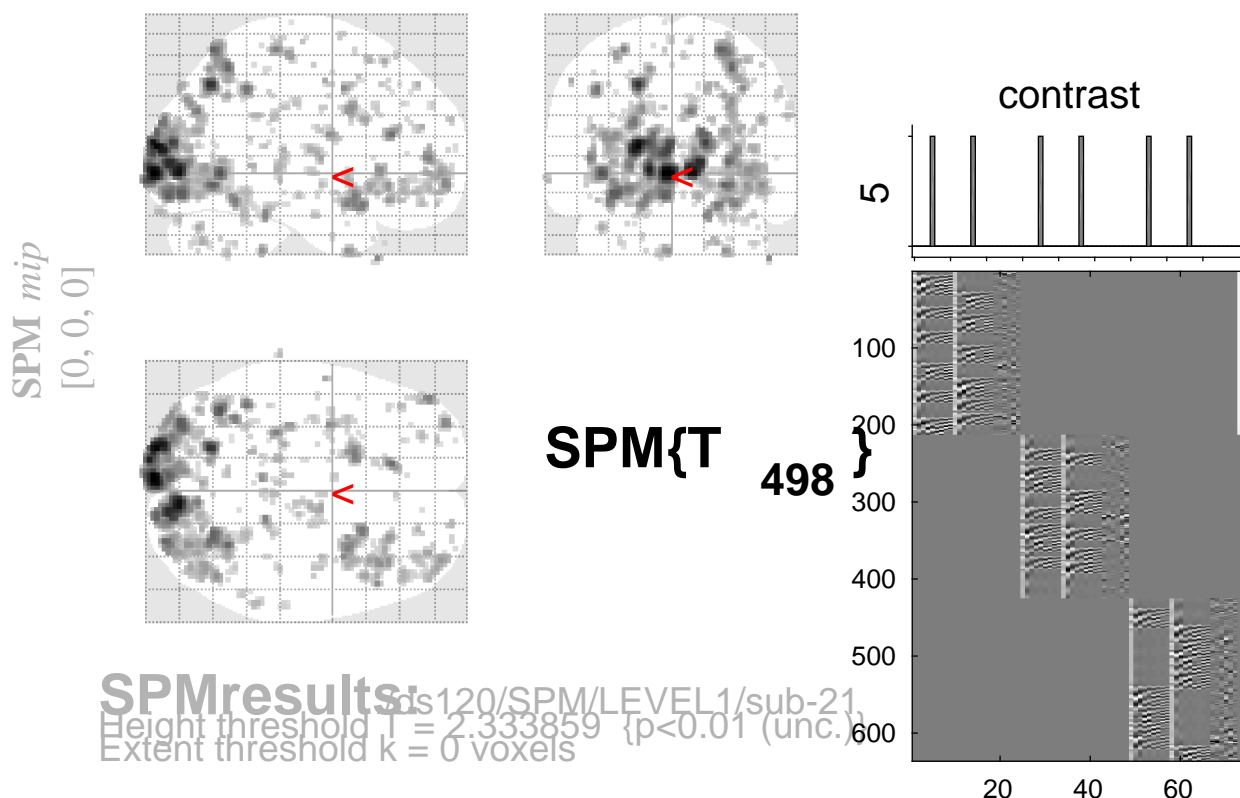 SPM mip
[0, 0, 0]
<
<
<
contrast
5
SPM{T 498 }
100
200
300
400
500
600
20 40 60
SPMresults: /ds120/SPM/LEVEL1/sub-21
Height threshold T = 2.333859 {p<0.01 (unc.)}
Extent threshold k = 0 voxels